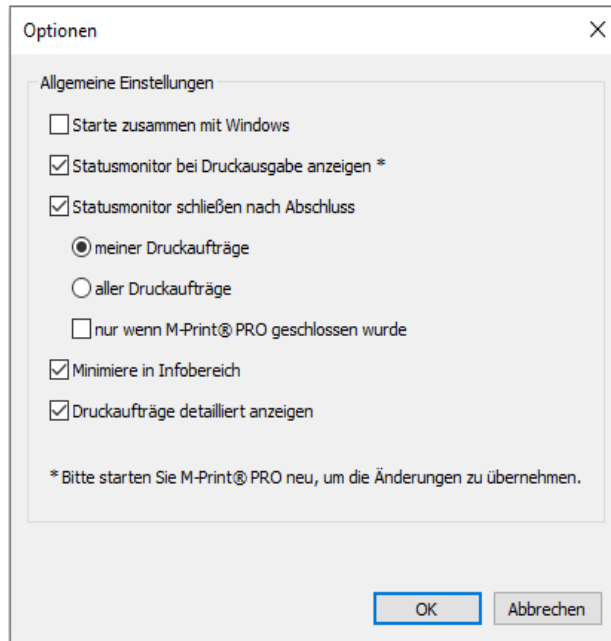 Optionen
Allgemeine Einstellungen
Starte zusammen mit Windows
Statusmonitor bei Druckausgabe anzeigen *
Statusmonitor schließen nach Abschluss
meiner Druckaufträge
aller Druckaufträge
nur wenn M-Print® PRO geschlossen wurde
Minimiere in Infobereich
Druckaufträge detailliert anzeigen
* Bitte starten Sie M-Print® PRO neu, um die Änderungen zu übernehmen.
OK Abbrechen